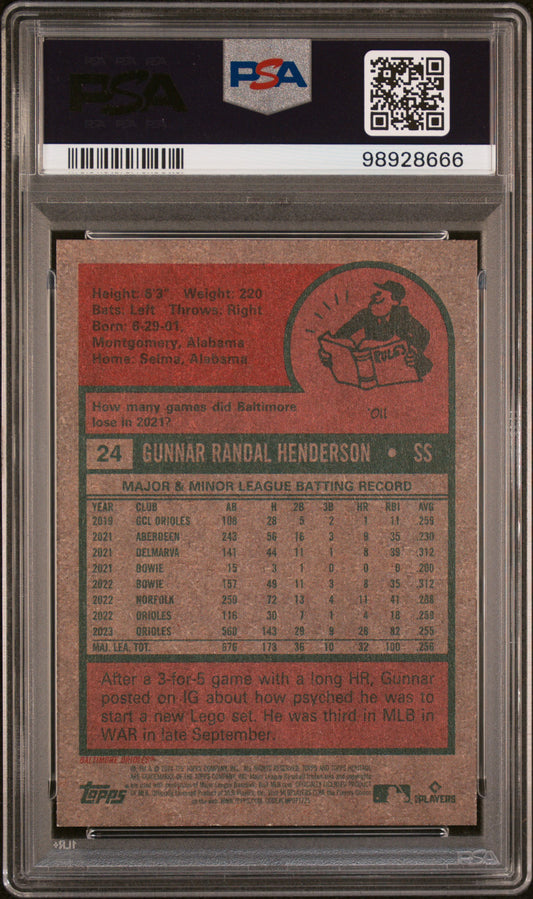 PSA
PSA
98928666
Height: 6'3" Weight: 220
Bats: Left Throws: Right
Born: 6-29-01,
Montgomery, Alabama
Home: Selma, Alabama
RULES
How many games did Baltimore
lose in 2021?
110.
24 GUNNAR RANDAL HENDERSON • SS
MAJOR & MINOR LEAGUE BATTING RECORD
YEAR CLUB AB H 2B 3B HR RBI AVG
2019 GCL ORIOLES 108 28 5 2 1 11 .259
2021 ABERDEEN 243 56 16 3 9 35 .230
2021 DELMARVA 141 44 11 1 8 39 .312
2021 BOWIE 15 3 1 0 0 0 .200
2022 BOWIE 157 49 11 3 8 35 .312
2022 NORFOLK 250 72 13 4 11 41 .288
2022 ORIOLES 116 30 7 1 4 18 .259
2023 ORIOLES 560 143 29 9 28 82 .255
MAJ. LEA. TOT. 676 173 36 10 32 100 .256
After a 3-for-5 game with a long HR, Gunnar
posted on IG about how psyched he was to
start a new Lego set. He was third in MLB in
WAR in late September.
BALTIMORE ORIOLES™
topps
PLAYERS
PSA